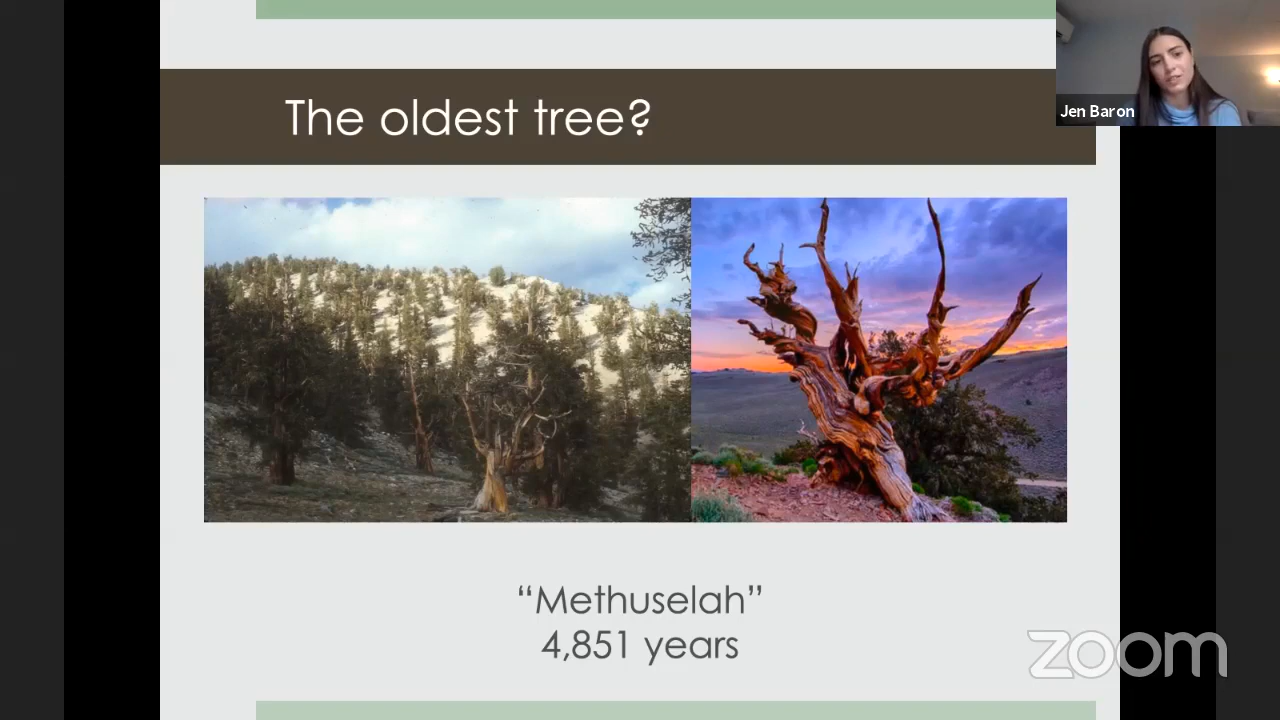 The oldest tree?
Jen Baron
“Methuselah”
4,851 years
zoom